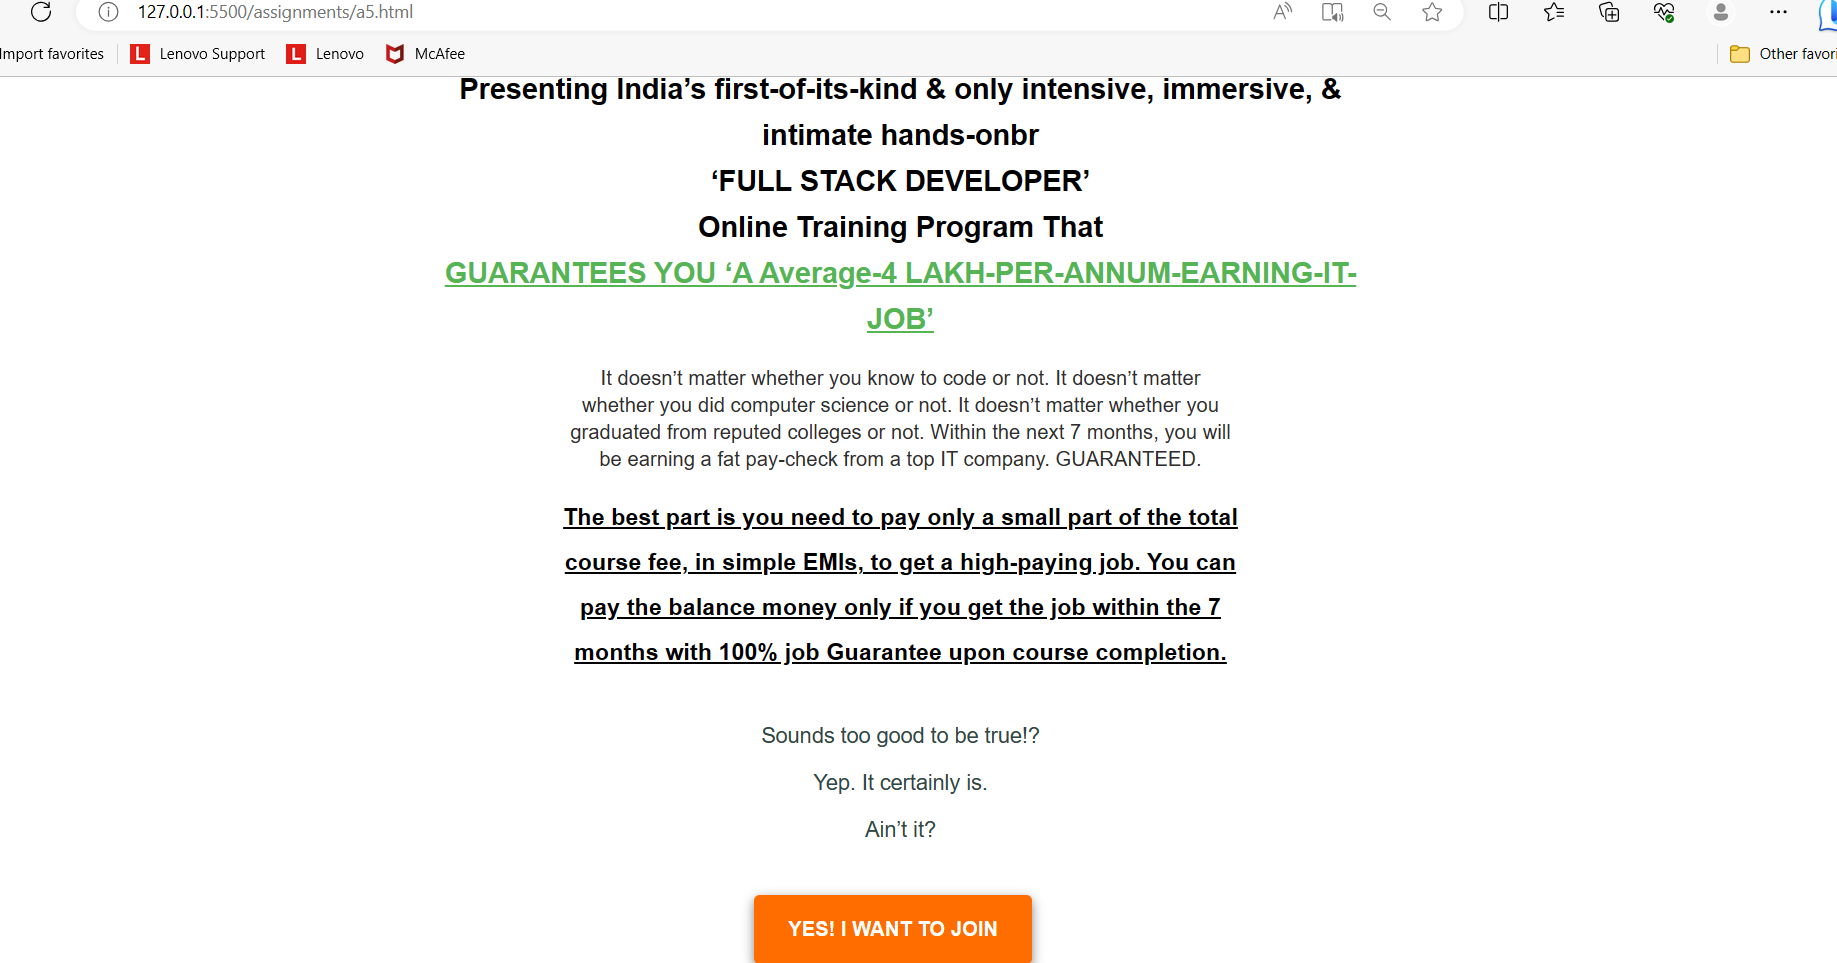 127.0.0.1:5500/assignments/a5.html
Import favorites Lenovo Support Lenovo McAfee Other favori
Presenting India’s first-of-its-kind & only intensive, immersive, &
intimate hands-onbr
‘FULL STACK DEVELOPER’
Online Training Program That
GUARANTEES YOU ‘A Average-4 LAKH-PER-ANNUM-EARNING-IT-
JOB’
It doesn’t matter whether you know to code or not. It doesn’t matter
whether you did computer science or not. It doesn’t matter whether you
graduated from reputed colleges or not. Within the next 7 months, you will
be earning a fat pay-check from a top IT company. GUARANTEED.
The best part is you need to pay only a small part of the total
course fee, in simple EMIs, to get a high-paying job. You can
pay the balance money only if you get the job within the 7
months with 100% job Guarantee upon course completion.
Sounds too good to be true!?
Yep. It certainly is.
Ain’t it?
YES! I WANT TO JOIN